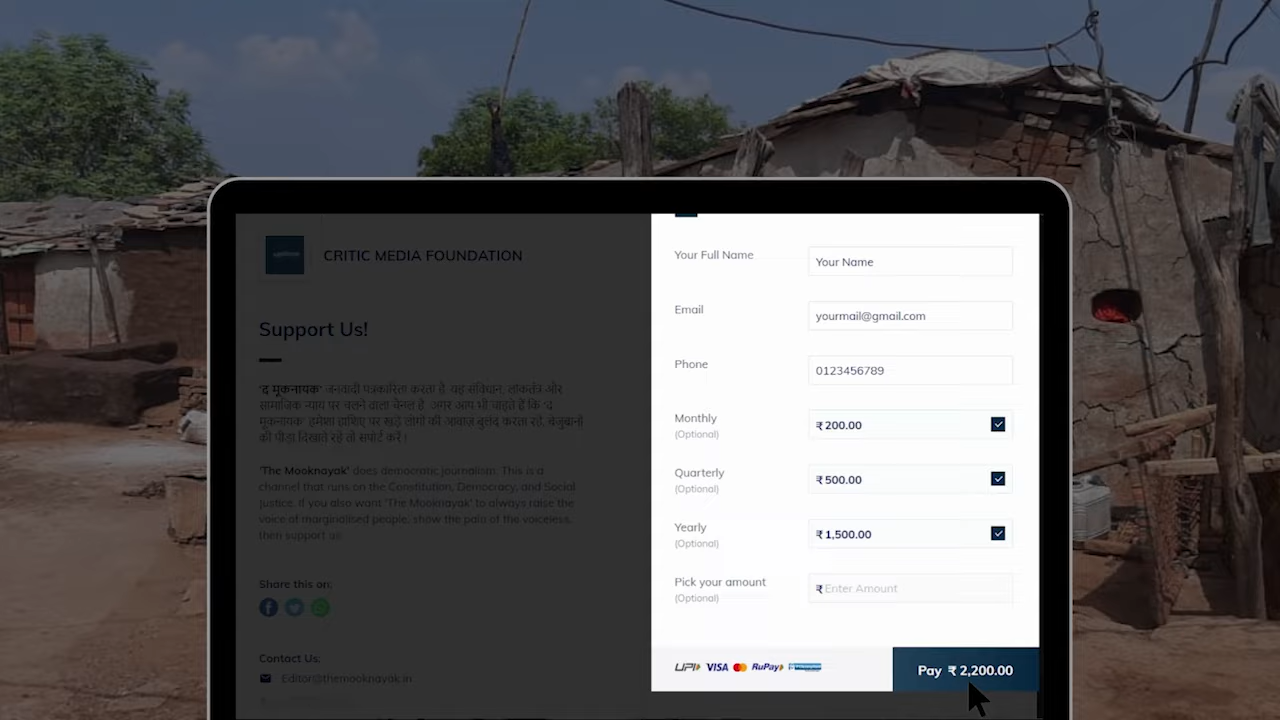 CRITIC MEDIA FOUNDATION
Support Us!
'द मूकनायक' जनवादी पत्रकारिता करता है. यह संविधान, लोकतंत्र और
सामाजिक न्याय पर चलने वाला चैनल है. अगर आप भी चाहते हैं कि 'द
मूकनायक' हमेशा हाशिए पर खड़े लोगों की आवाज़ बुलंद करता रहे, बेजुबानों
की पीड़ा दिखाते रहे तो सपोर्ट करें !
'The Mooknayak' does democratic journalism. This is a
channel that runs on the Constitution, Democracy, and Social
Justice. If you also want 'The Mooknayak' to always raise the
voice of marginalised people, show the pain of the voiceless,
then support us.
Share this on:
Contact Us:
Editor@themooknayak.in
Your Full Name
Your Name
Email
yourmail@gmail.com
Phone
0123456789
Monthly
(Optional)
₹ 200.00
Quarterly
(Optional)
₹ 500.00
Yearly
(Optional)
₹ 1,500.00
Pick your amount
(Optional)
₹ Enter Amount
UPI VISA RuPay
Pay ₹ 2,200.00